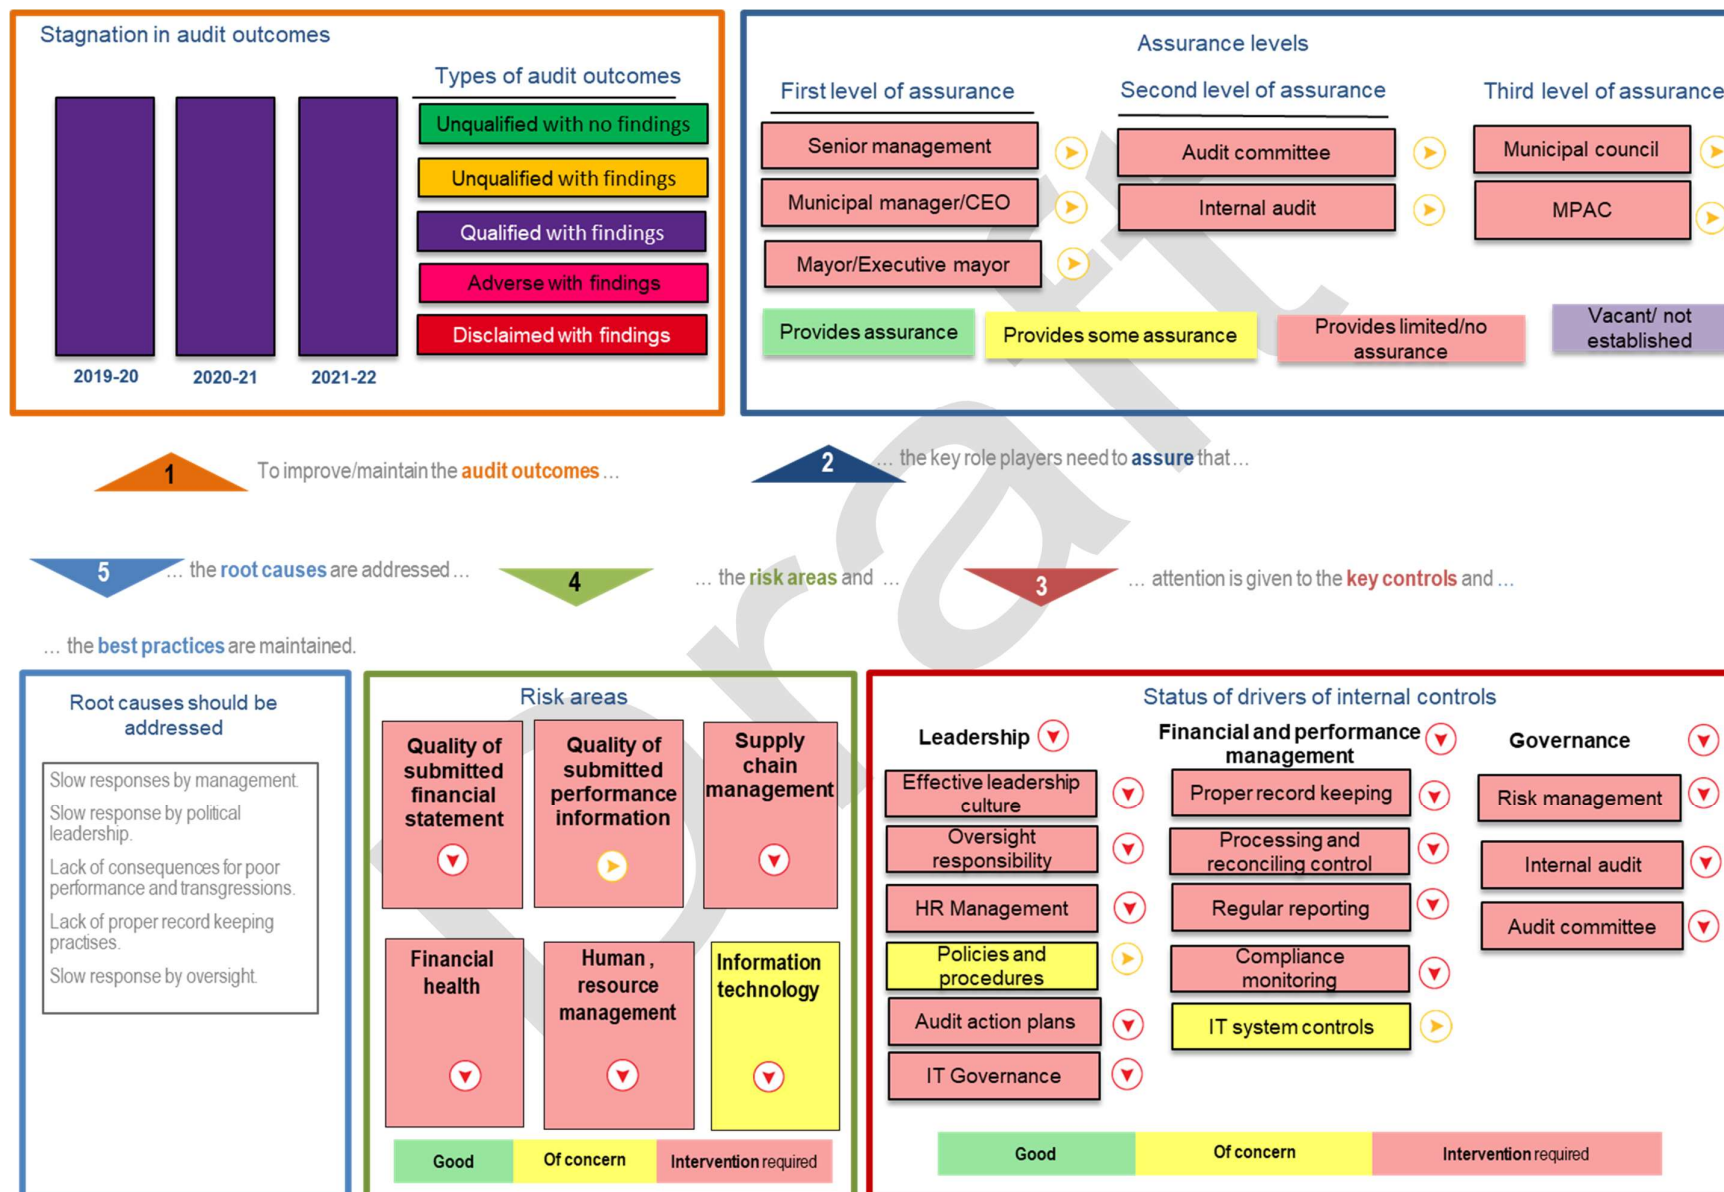 Stagnation in audit outcomes
Types of audit outcomes
Unqualified with no findings
Unqualified with findings
Qualified with findings
Adverse with findings
Disclaimed with findings
2019-20
2020-21
2021-22
Assurance levels
First level of assurance
Senior management
Municipal manager/CEO
Mayor/Executive mayor
Second level of assurance
Audit committee
Internal audit
Third level of assurance
Municipal council
MPAC
Provides assurance
Provides some assurance
Provides limited/no
assurance
Vacant/ not
established
1
To improve/maintain the audit outcomes …
2
… the key role players need to assure that …
5
… the root causes are addressed …
4
… the risk areas and …
3
… attention is given to the key controls and …
… the best practices are maintained.
Root causes should be
addressed
Slow responses by management.
Slow response by political
leadership.
Lack of consequences for poor
performance and transgressions.
Lack of proper record keeping
practises.
Slow response by oversight.
Risk areas
Quality of
submitted
financial
statement
Quality of
submitted
performance
information
Supply
chain
management
Financial
health
Human ,
resource
management
Information
technology
Good
Of concern
Intervention required
Status of drivers of internal controls
Leadership
Effective leadership
culture
Oversight
responsibility
HR Management
Policies and
procedures
Audit action plans
IT Governance
Financial and performance
management
Proper record keeping
Processing and
reconciling control
Regular reporting
Compliance
monitoring
IT system controls
Governance
Risk management
Internal audit
Audit committee
Good
Of concern
Intervention required
Draft